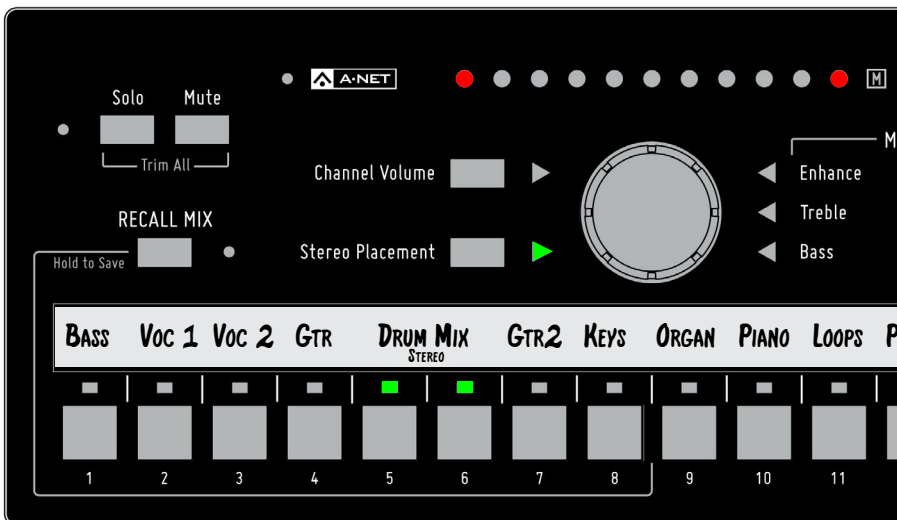 A·NET
M
Solo Mute
Trim All
M
Channel Volume
Enhance
Treble
RECALL MIX
Hold to Save
Stereo Placement
Bass
BASS VOC 1 VOC 2 GTR DRUM MIX GTR2 KEYS ORGAN PIANO LOOPS P
STEREO
1 2 3 4 5 6 7 8 9 10 11